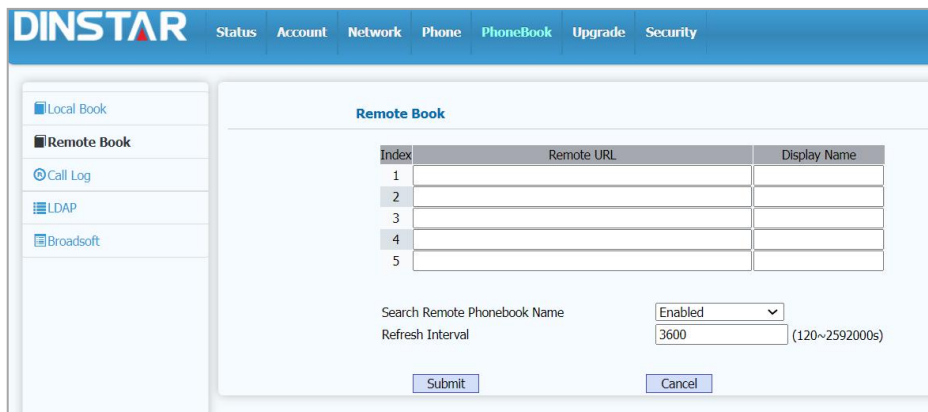 DINSTAR
Status Account Network Phone PhoneBook Upgrade Security
Local Book
Remote Book
Call Log
LDAP
Broadsoft
Remote Book
Index Remote URL Display Name
1
2
3
4
5
Search Remote Phonebook Name Enabled
Refresh Interval 3600 (120~2592000s)
Submit Cancel